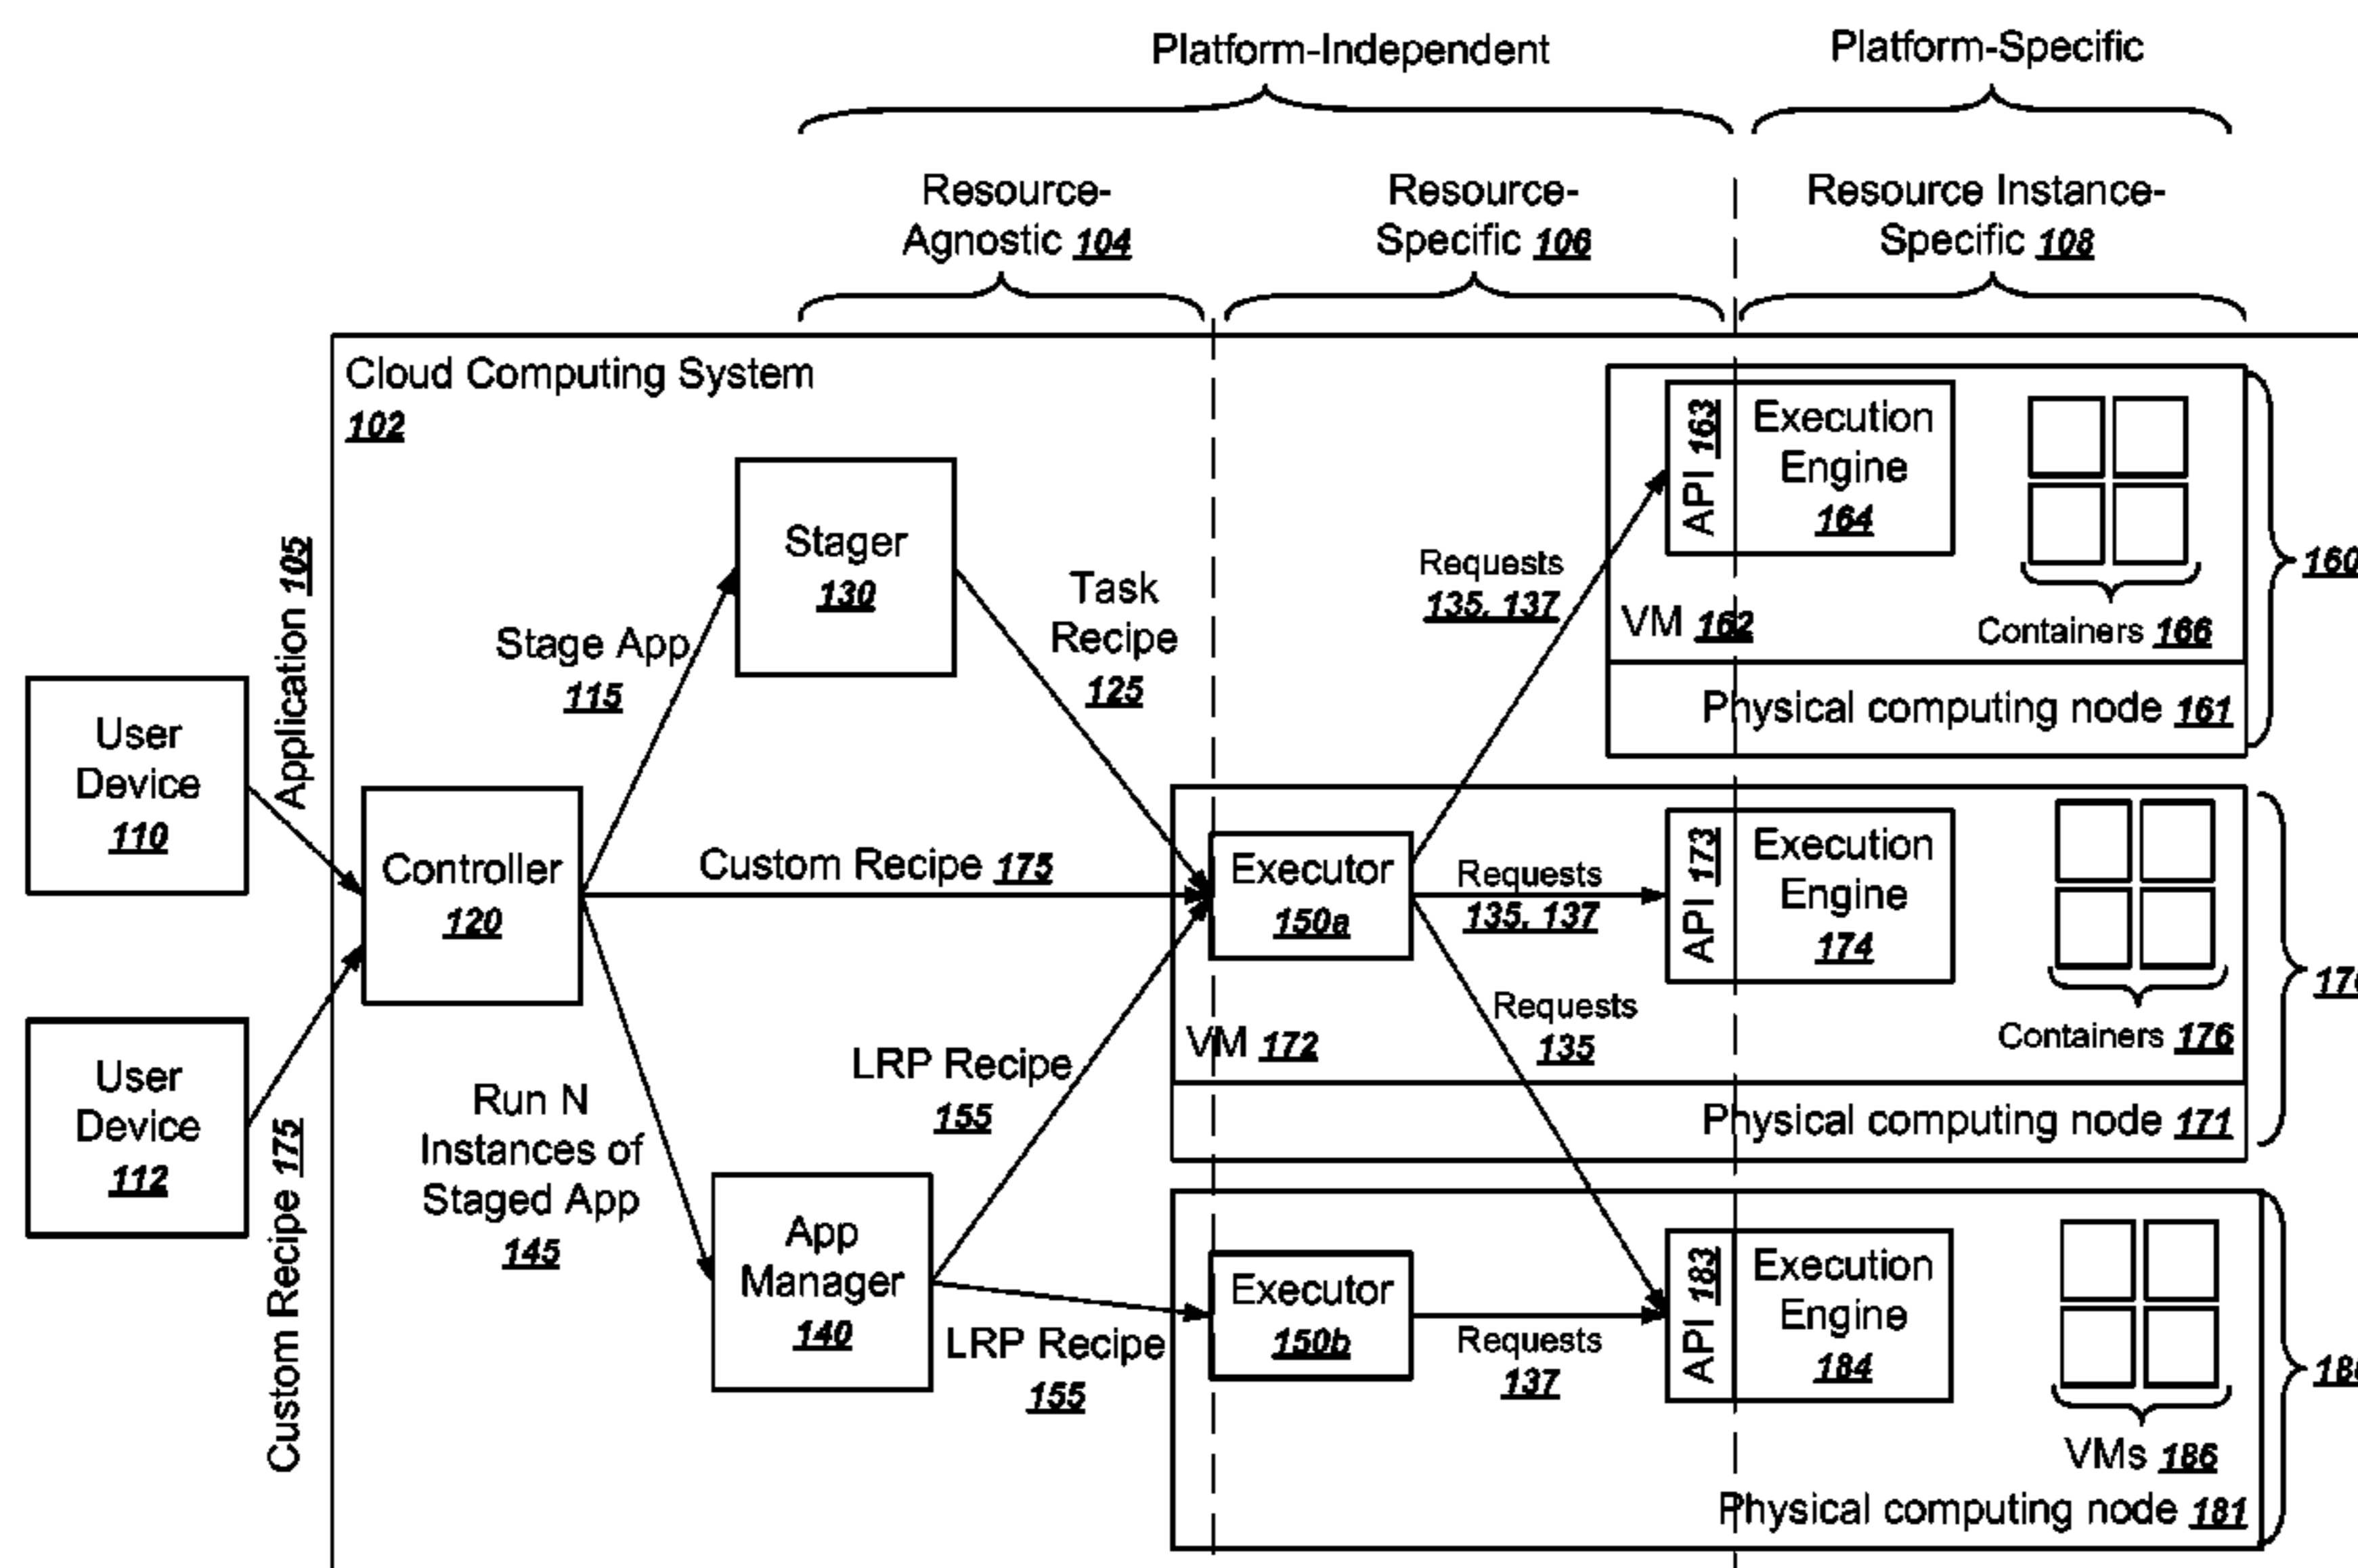 Platform-Independent
Platform-Specific
Resource-
Agnostic 104
Resource-
Specific 106
Resource Instance-
Specific 108
Cloud Computing System
102
User
Device
110
User
Device
112
Application 105
Custom Recipe 175
Controller
120
Stage App
115
Stager
130
Task
Recipe
125
Custom Recipe 175
Run N
Instances of
Staged App
145
App
Manager
140
LRP Recipe
155
LRP Recipe
155
Executor
150a
Executor
150b
Requests
135, 137
Requests
135, 137
Requests
135
Requests
137
API 163
Execution
Engine
164
VM 162
Containers 166
Physical computing node 161
160
API 173
Execution
Engine
174
VM 172
Containers 176
Physical computing node 171
API 183
Execution
Engine
184
VMs 186
Physical computing node 181